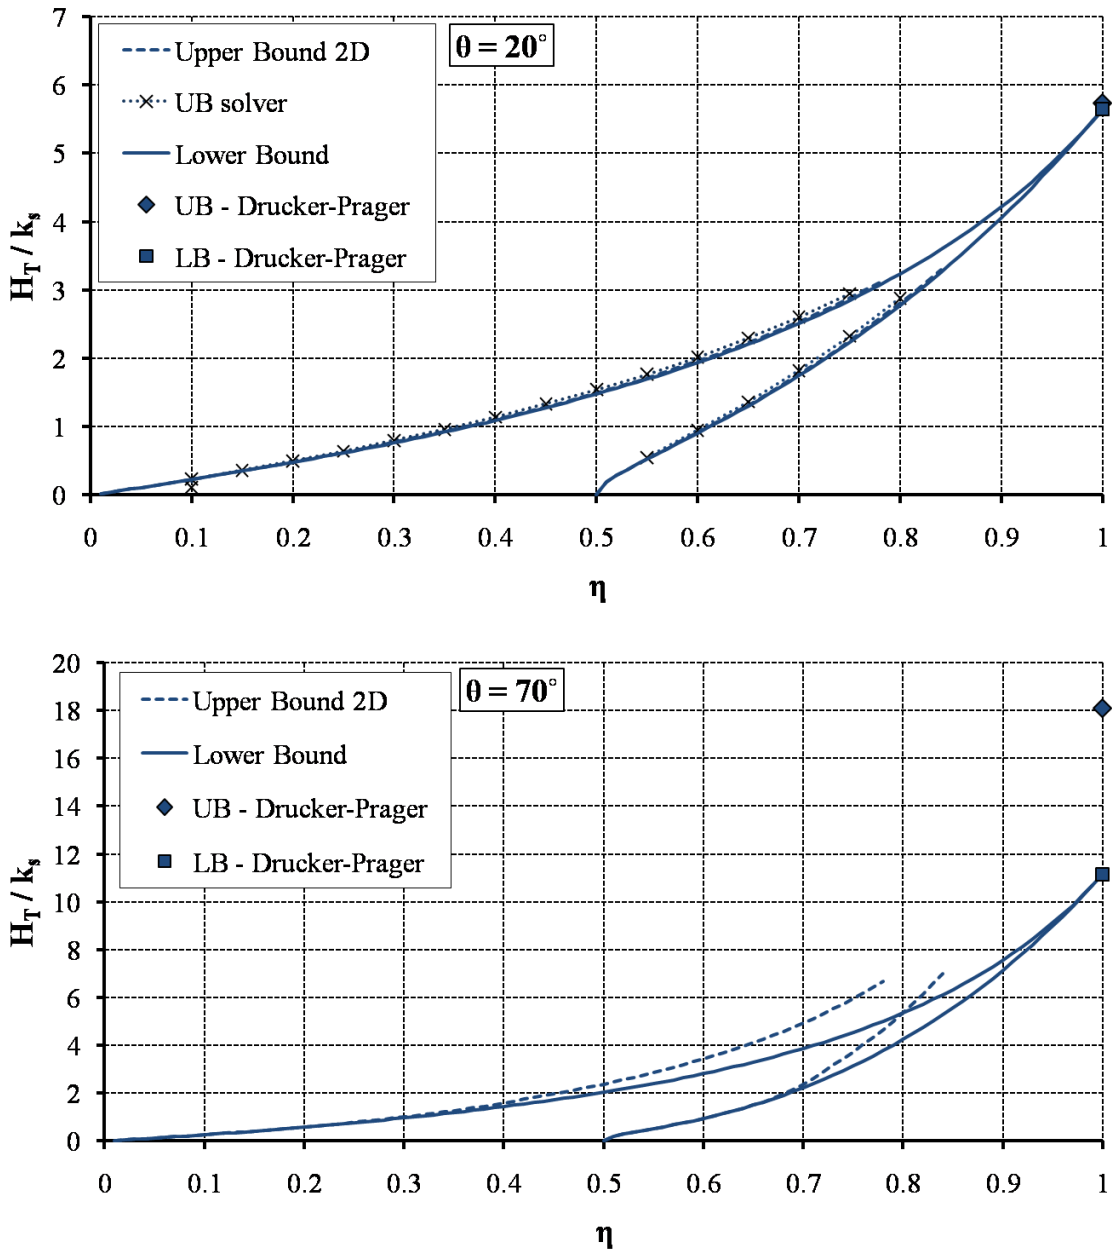 7
6
5
4
3
2
1
0
H_T / k_s
θ = 20°
Upper Bound 2D
UB solver
Lower Bound
UB - Drucker-Prager
LB - Drucker-Prager
0 0.1 0.2 0.3 0.4 0.5 0.6 0.7 0.8 0.9 1
η
20
18
16
14
12
10
8
6
4
2
0
H_T / k_s
θ = 70°
Upper Bound 2D
Lower Bound
UB - Drucker-Prager
LB - Drucker-Prager
0 0.1 0.2 0.3 0.4 0.5 0.6 0.7 0.8 0.9 1
η